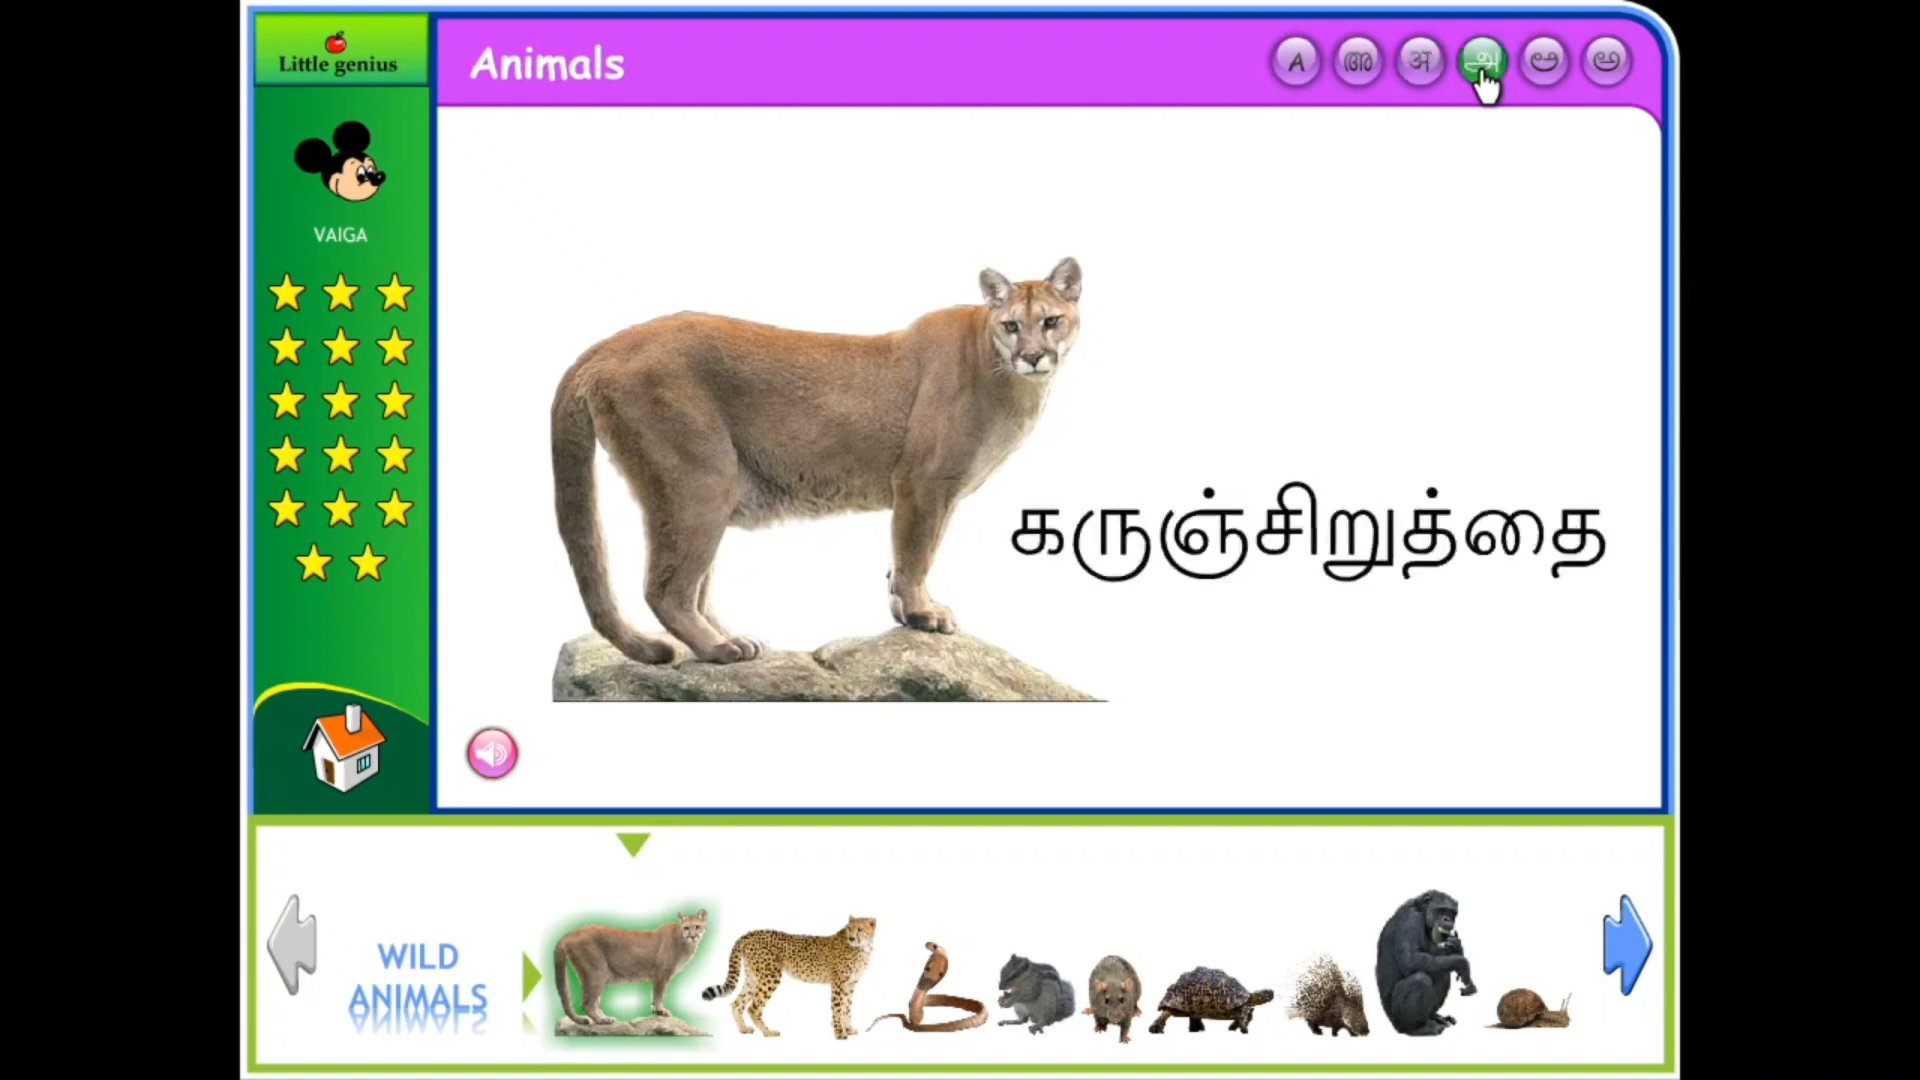 Little genius
Animals
A
അ
अ
அ
ಅ
అ
VAIGA
கருஞ்சிறுத்தை
WILD
ANIMALS